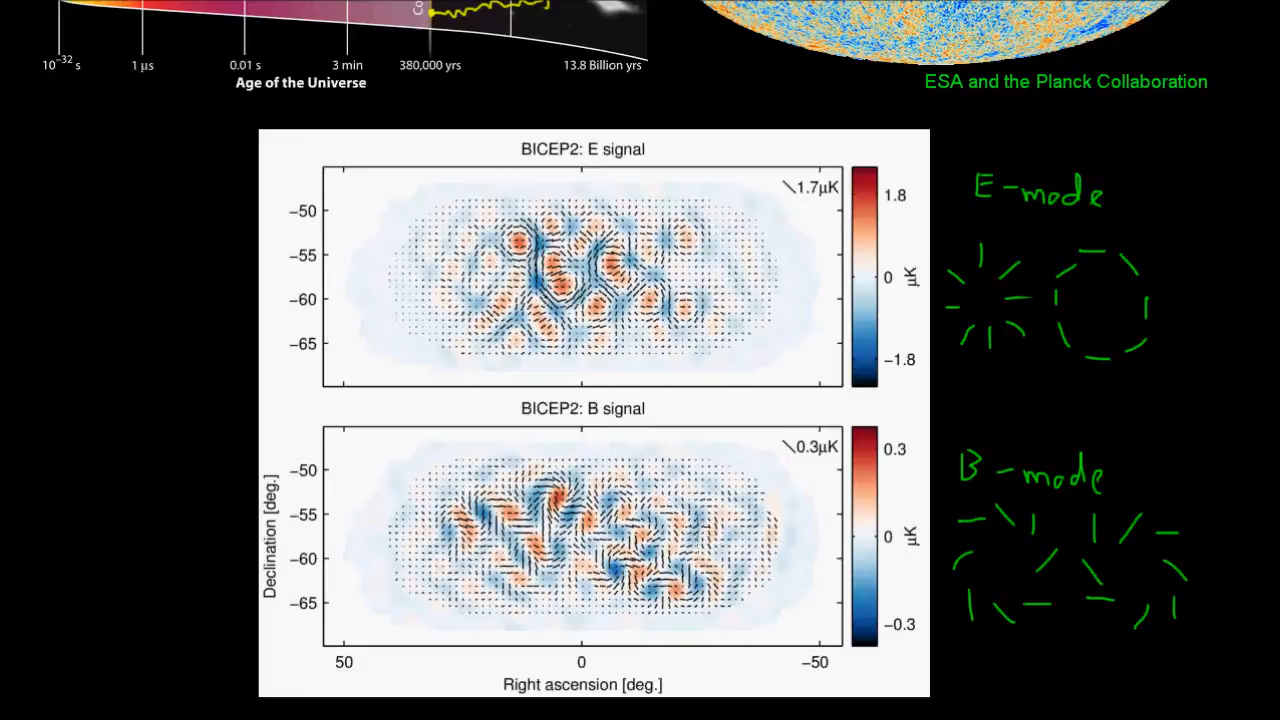 Co
10⁻³² s
1 μs
0.01 s
3 min
380,000 yrs
13.8 Billion yrs
Age of the Universe
ESA and the Planck Collaboration
BICEP2: E signal
1.7μK
−50
−55
−60
−65
1.8
0
−1.8
μK
E-mode
BICEP2: B signal
0.3μK
−50
−55
−60
−65
0.3
0
−0.3
μK
B-mode
Declination [deg.]
50
0
−50
Right ascension [deg.]